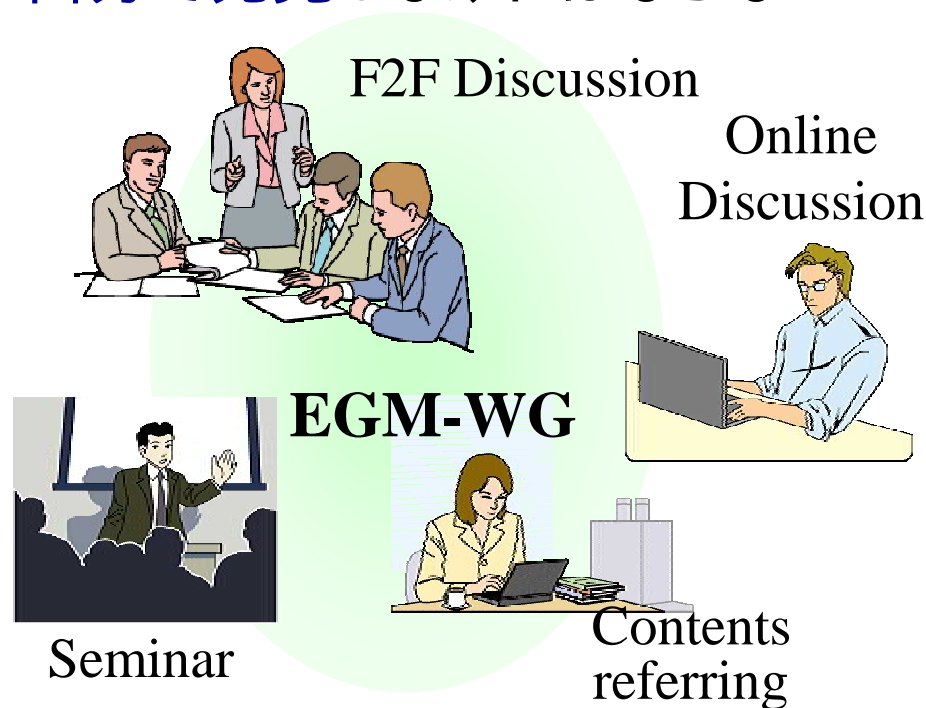 F2F Discussion
Online
Discussion
EGM-WG
Seminar
Contents
referring